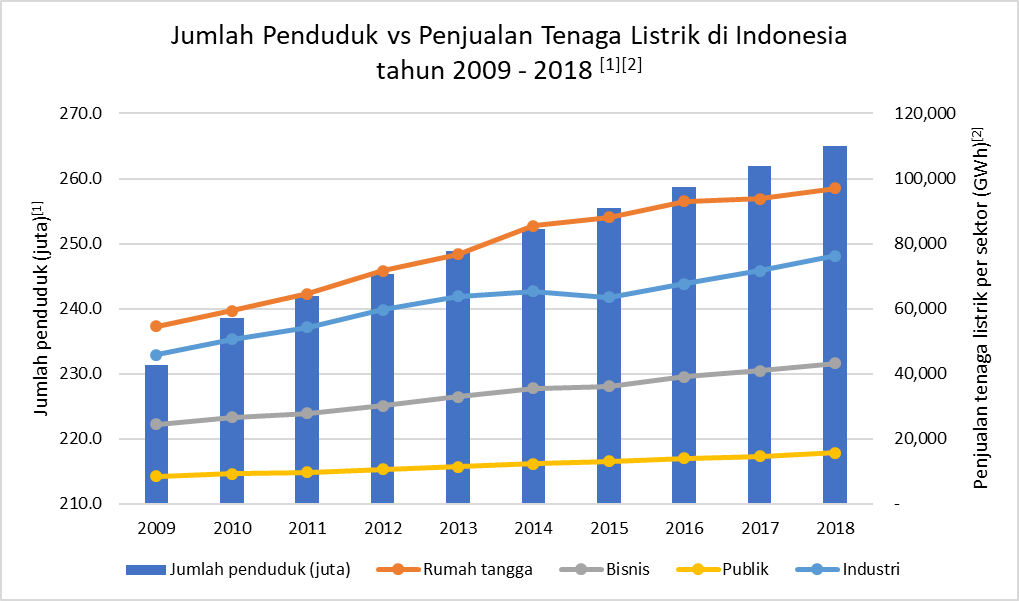 Jumlah Penduduk vs Penjualan Tenaga Listrik di Indonesia
tahun 2009 - 2018 [1][2]
Jumlah penduduk (juta)[1]
270.0
260.0
250.0
240.0
230.0
220.0
210.0
120,000
100,000
80,000
60,000
40,000
20,000
-
Penjualan tenaga listrik per sektor (GWh)[2]
2009 2010 2011 2012 2013 2014 2015 2016 2017 2018
Jumlah penduduk (juta) Rumah tangga Bisnis Publik Industri